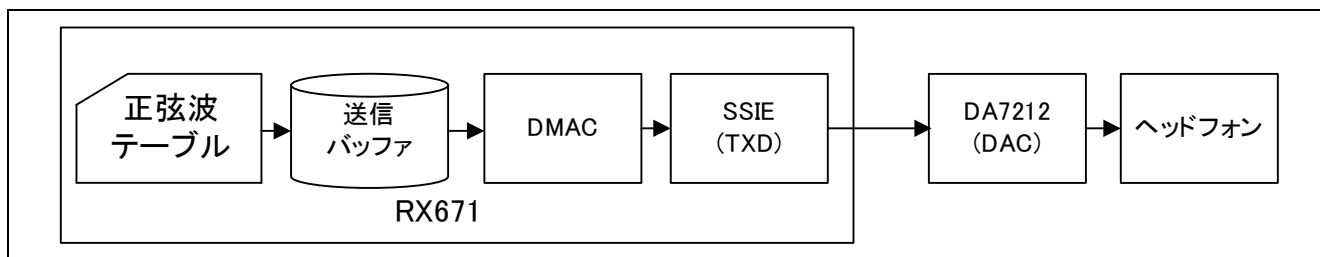 正弦波
テーブル
送信
バッファ
DMAC
SSIE
(TXD)
DA7212
(DAC)
ヘッドフォン
RX671